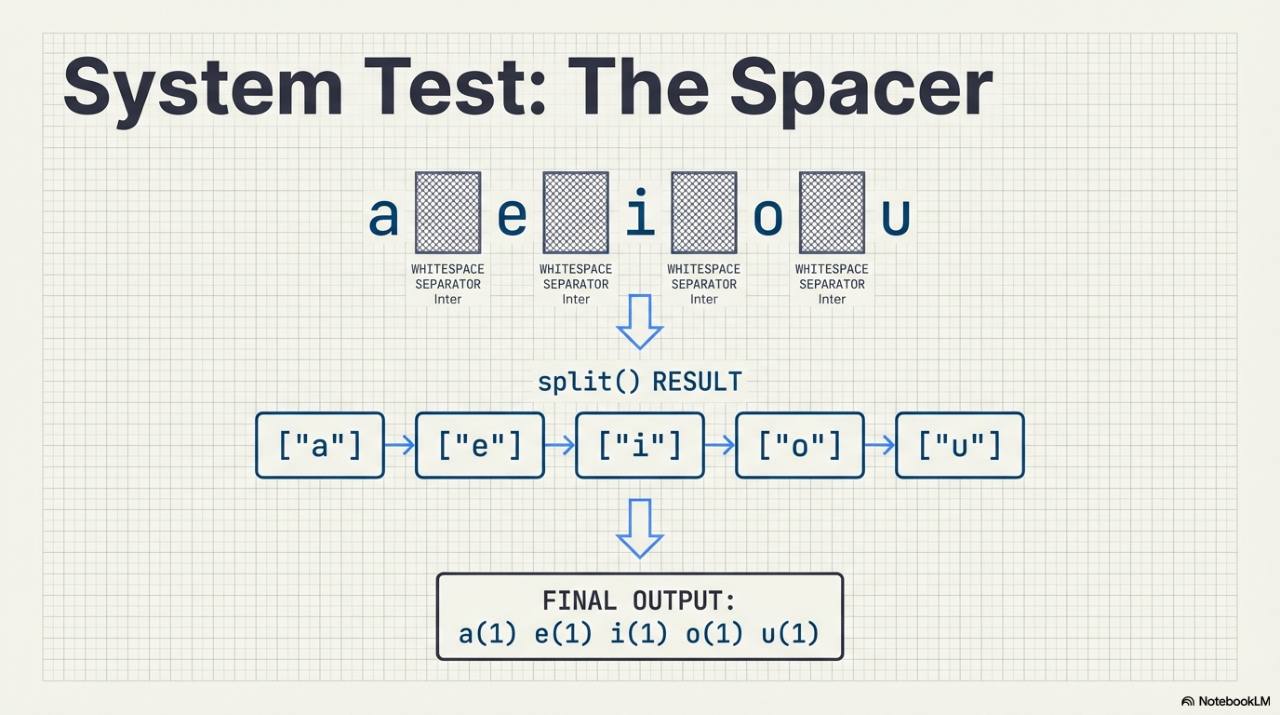 System Test: The Spacer
a e i o u
WHITESPACE SEPARATOR Inter
WHITESPACE SEPARATOR Inter
WHITESPACE SEPARATOR Inter
WHITESPACE SEPARATOR Inter
split() RESULT
["a"] ["e"] ["i"] ["o"] ["u"]
FINAL OUTPUT:
a(1) e(1) i(1) o(1) u(1)
NotebookLM